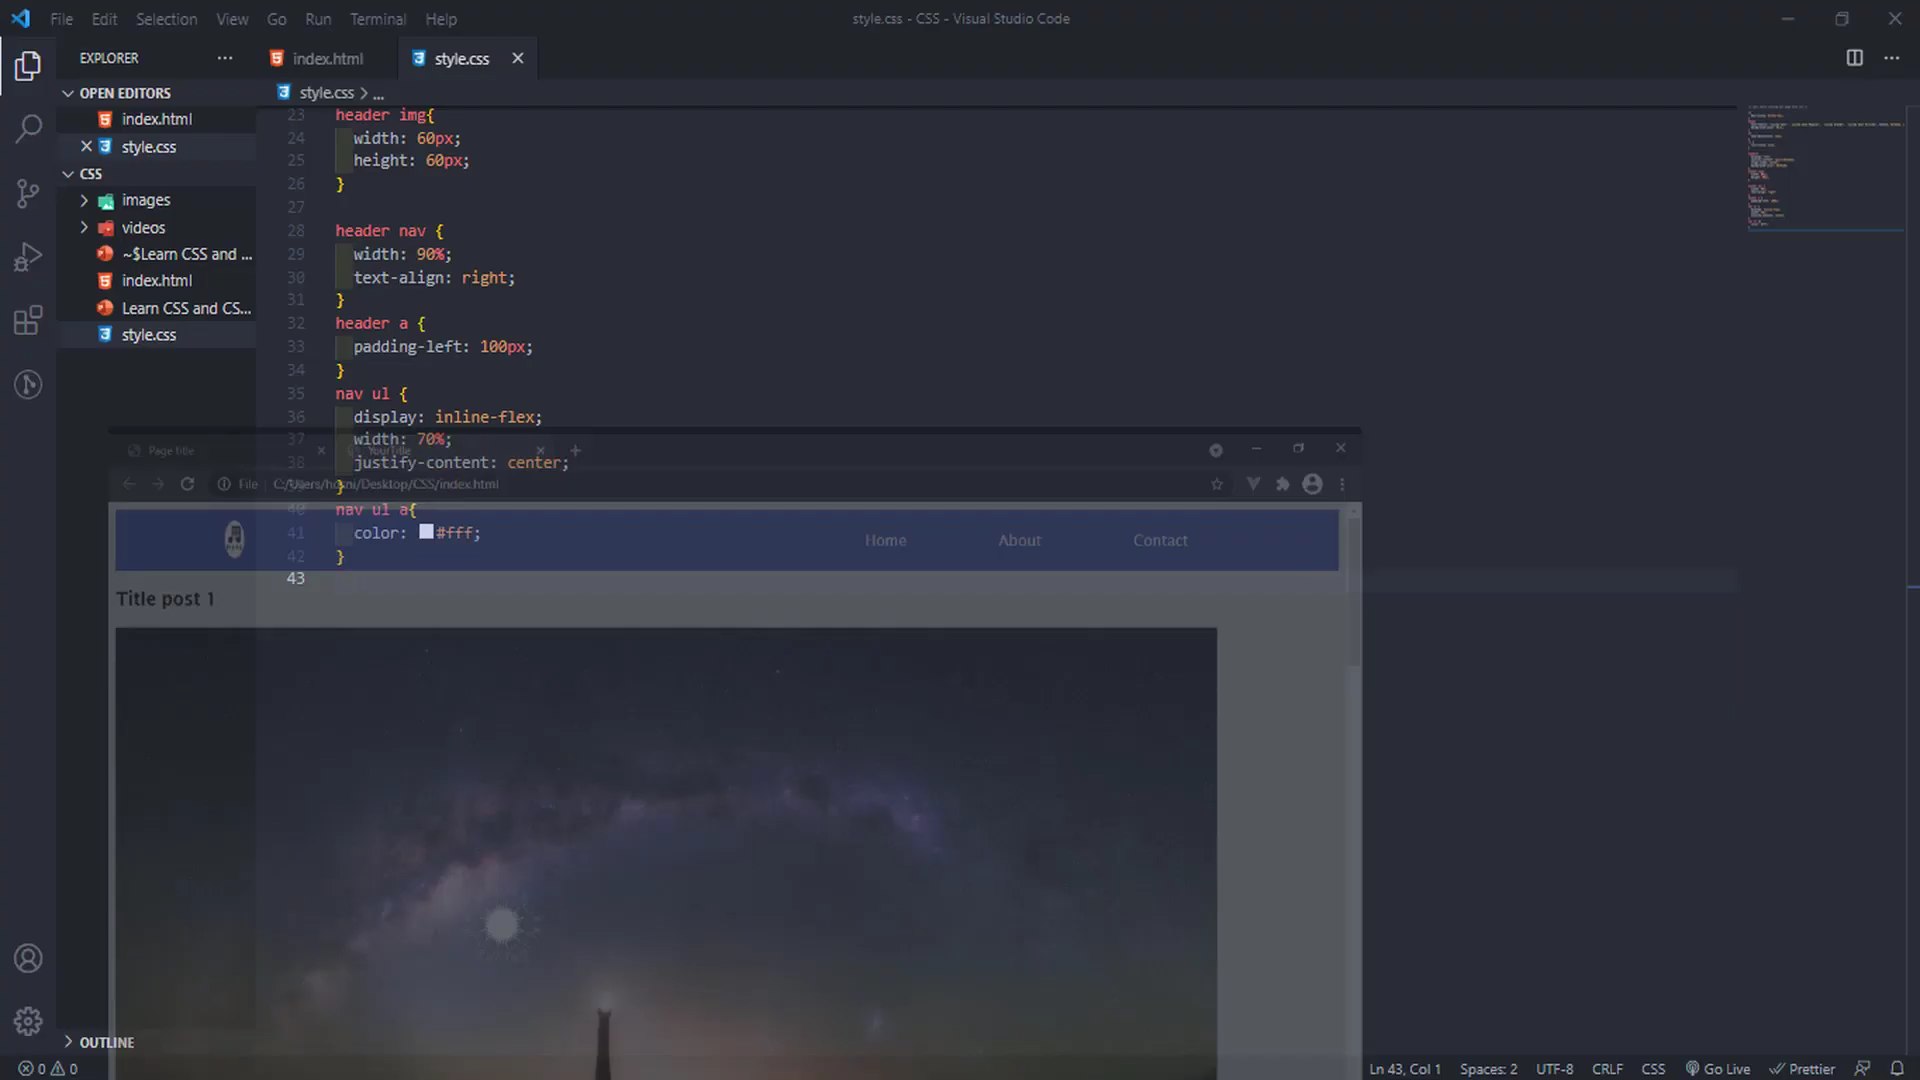 File Edit Selection View Go Run Terminal Help
style.css - CSS - Visual Studio Code
EXPLORER
index.html
style.css
OPEN EDITORS
index.html
style.css
CSS
images
videos
~$Learn CSS and ...
index.html
Learn CSS and CS...
style.css
OUTLINE
style.css > ...
23 header img{
24 width: 60px;
25 height: 60px;
26 }
27
28 header nav {
29 width: 90%;
30 text-align: right;
31 }
32 header a {
33 padding-left: 100px;
34 }
35 nav ul {
36 display: inline-flex;
37 width: 70%;
38 justify-content: center;
39 }
40 nav ul a{
41 color: #fff;
42 }
43
Page title
YourTitle
File C:/Users/hosni/Desktop/CSS/index.html
Home About Contact
Title post 1
0 0
Ln 43, Col 1 Spaces: 2 UTF-8 CRLF CSS Go Live Prettier